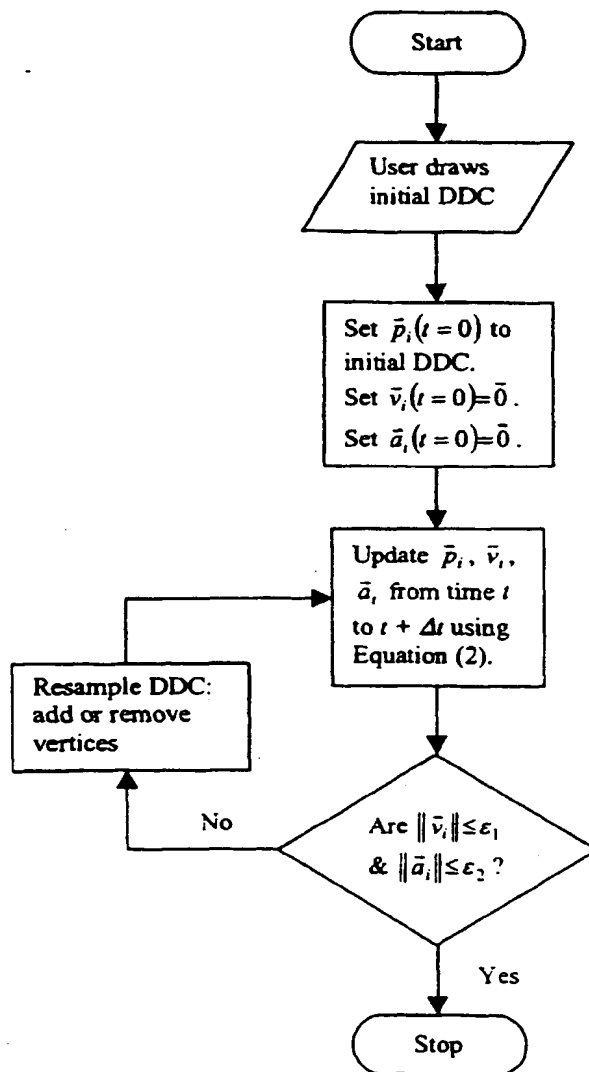 Start
User draws
initial DDC
Set p̄ᵢ(t = 0) to
initial DDC.
Set v̄ᵢ(t = 0)=0̄ .
Set āᵢ(t = 0)=0̄ .
Update p̄ᵢ , v̄ᵢ,
āᵢ from time t
to t + Δt using
Equation (2).
Resample DDC:
add or remove
vertices
No
Are ‖v̄ᵢ‖≤ε₁
& ‖āᵢ‖≤ε₂ ?
Yes
Stop